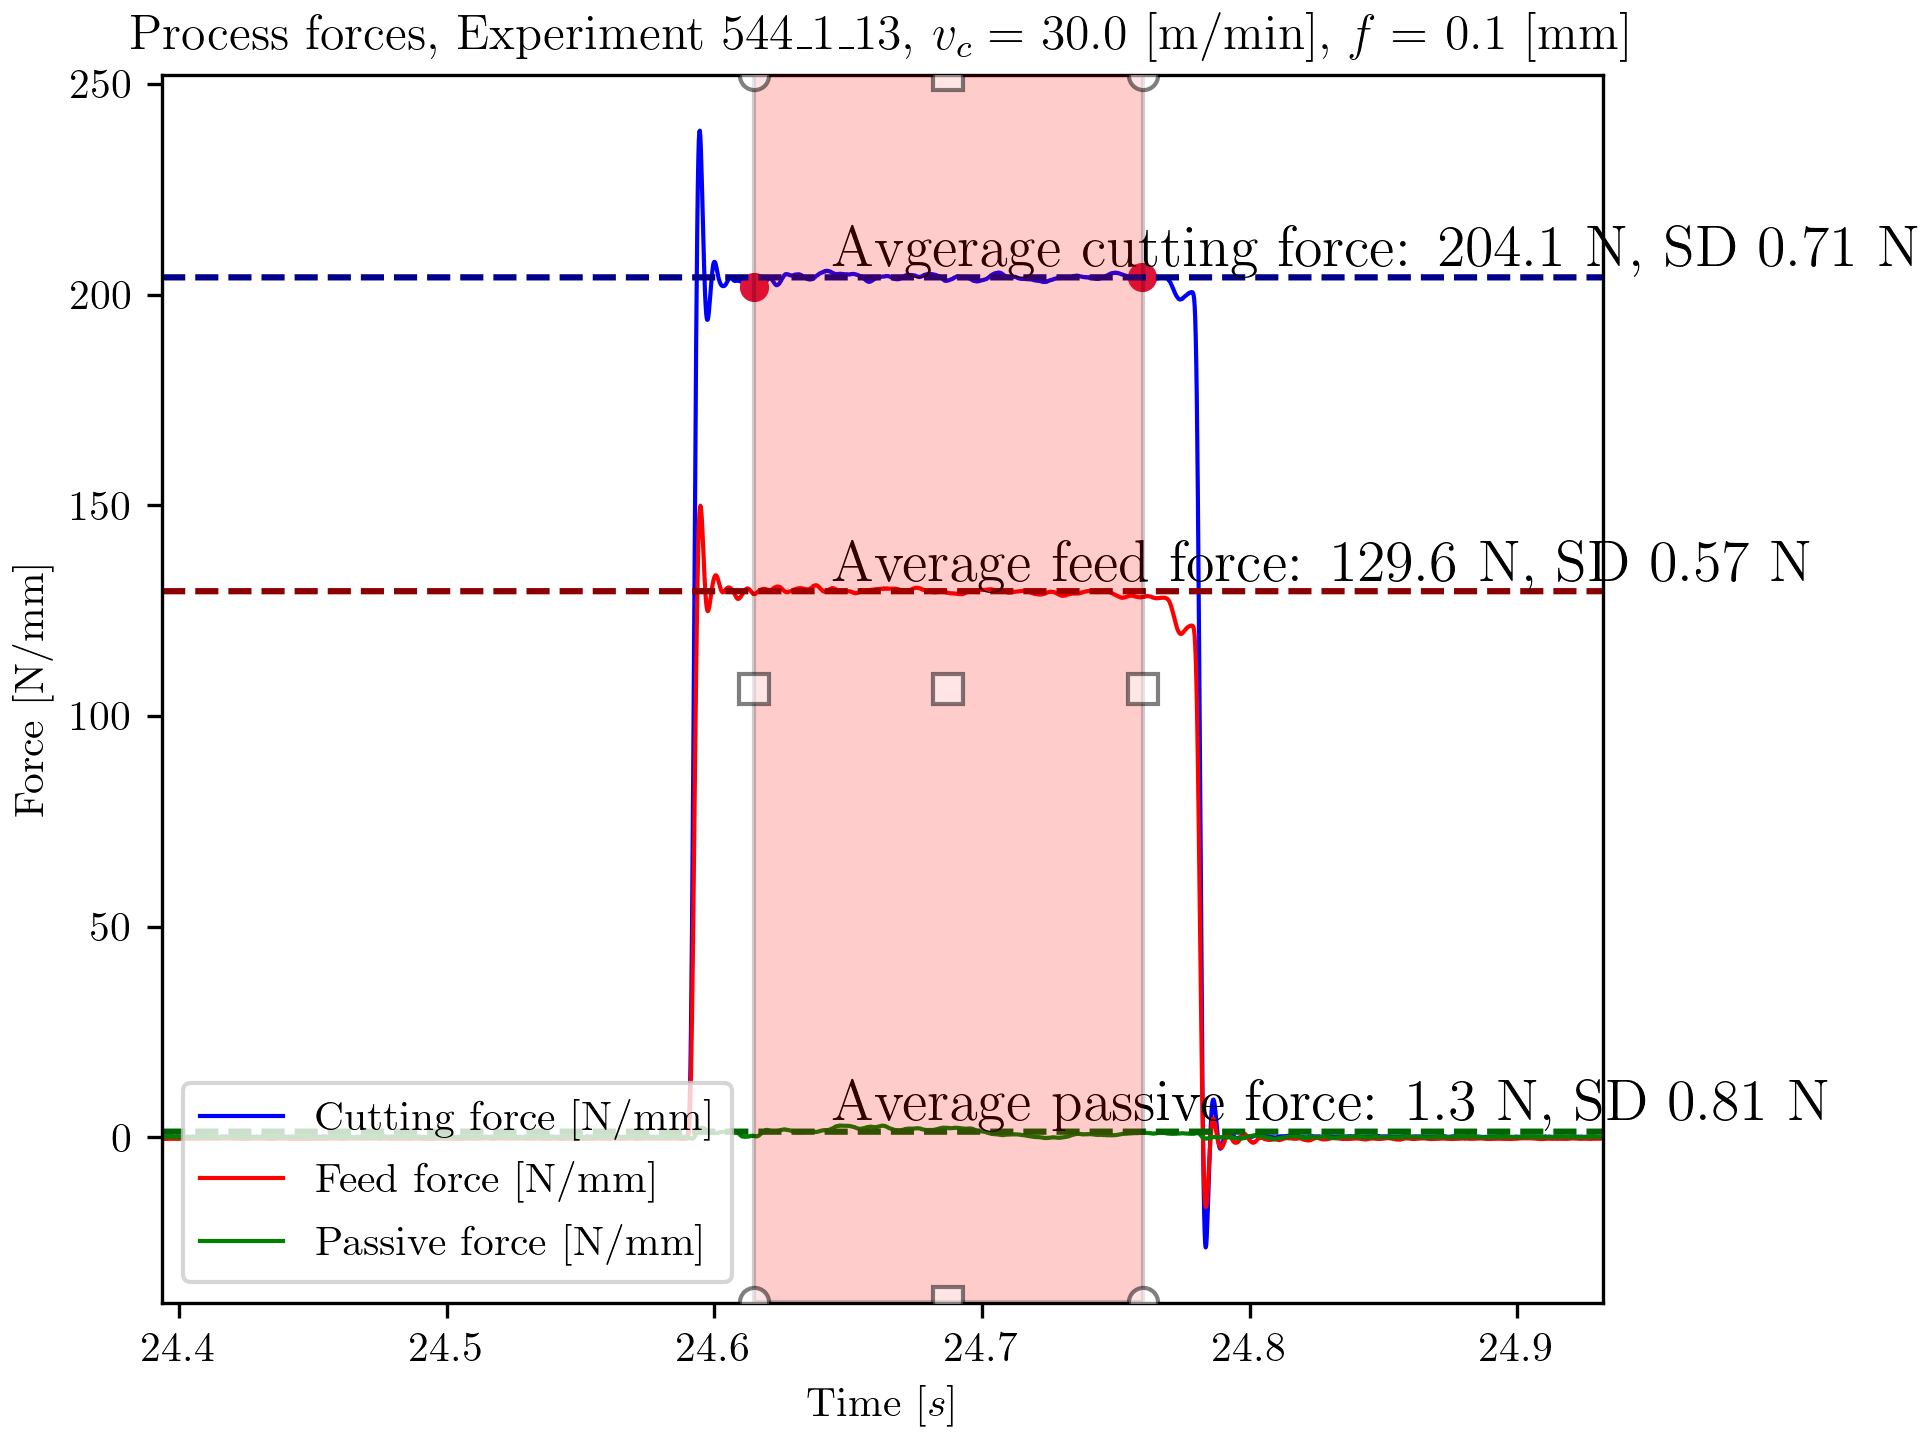 Process forces, Experiment 544_1_13, v_c = 30.0 [m/min], f = 0.1 [mm]
250
200
150
100
50
0
Force [N/mm]
Avgerage cutting force: 204.1 N, SD 0.71 N
Average feed force: 129.6 N, SD 0.57 N
Average passive force: 1.3 N, SD 0.81 N
Cutting force [N/mm]
Feed force [N/mm]
Passive force [N/mm]
24.4 24.5 24.6 24.7 24.8 24.9
Time [s]